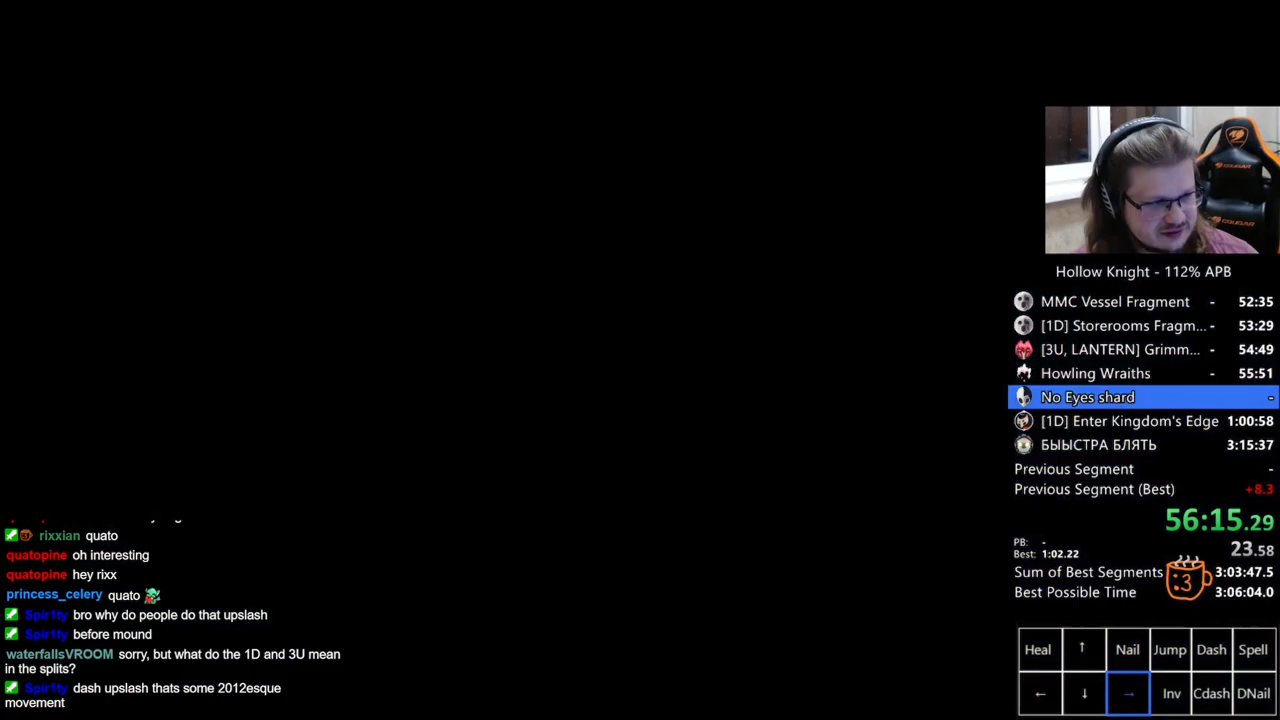 Hollow Knight - 112% APB
MMC Vessel Fragment - 52:35
[1D] Storerooms Fragm... - 53:29
[3U, LANTERN] Grimm... - 54:49
Howling Wraiths - 55:51
No Eyes shard -
[1D] Enter Kingdom's Edge 1:00:58
БЫЫСТРА БЛЯТЬ 3:15:37
Previous Segment -
Previous Segment (Best) +8.3
56:15.29
PB: -
23.58
Best: 1:02.22
Sum of Best Segments 3:03:47.5
Best Possible Time 3:06:04.0
Heal ↑ Nail Jump Dash Spell
← ↓ → Inv Cdash DNail
rixxian quato
quatopine oh interesting
quatopine hey rixx
princess_celery quato
Spir1ty bro why do people do that upslash
Spir1ty before mound
waterfallsVROOM sorry, but what do the 1D and 3U mean
in the splits?
Spir1ty dash upslash thats some 2012esque
movement
COUGAR
COUGAR